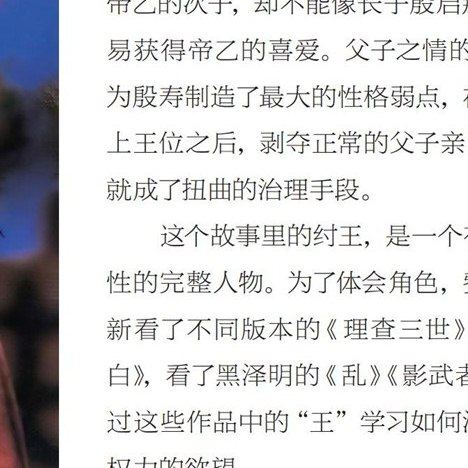 帝乙的次子，却不能像长子殷启
易获得帝乙的喜爱。父子之情的
为殷寿制造了最大的性格弱点，
上王位之后，剥夺正常的父子亲
就成了扭曲的治理手段。
这个故事里的纣王，是一个
性的完整人物。为了体会角色，
新看了不同版本的《理查三世》
白》，看了黑泽明的《乱》《影武者
过这些作品中的“王”学习如何
权力的欲望